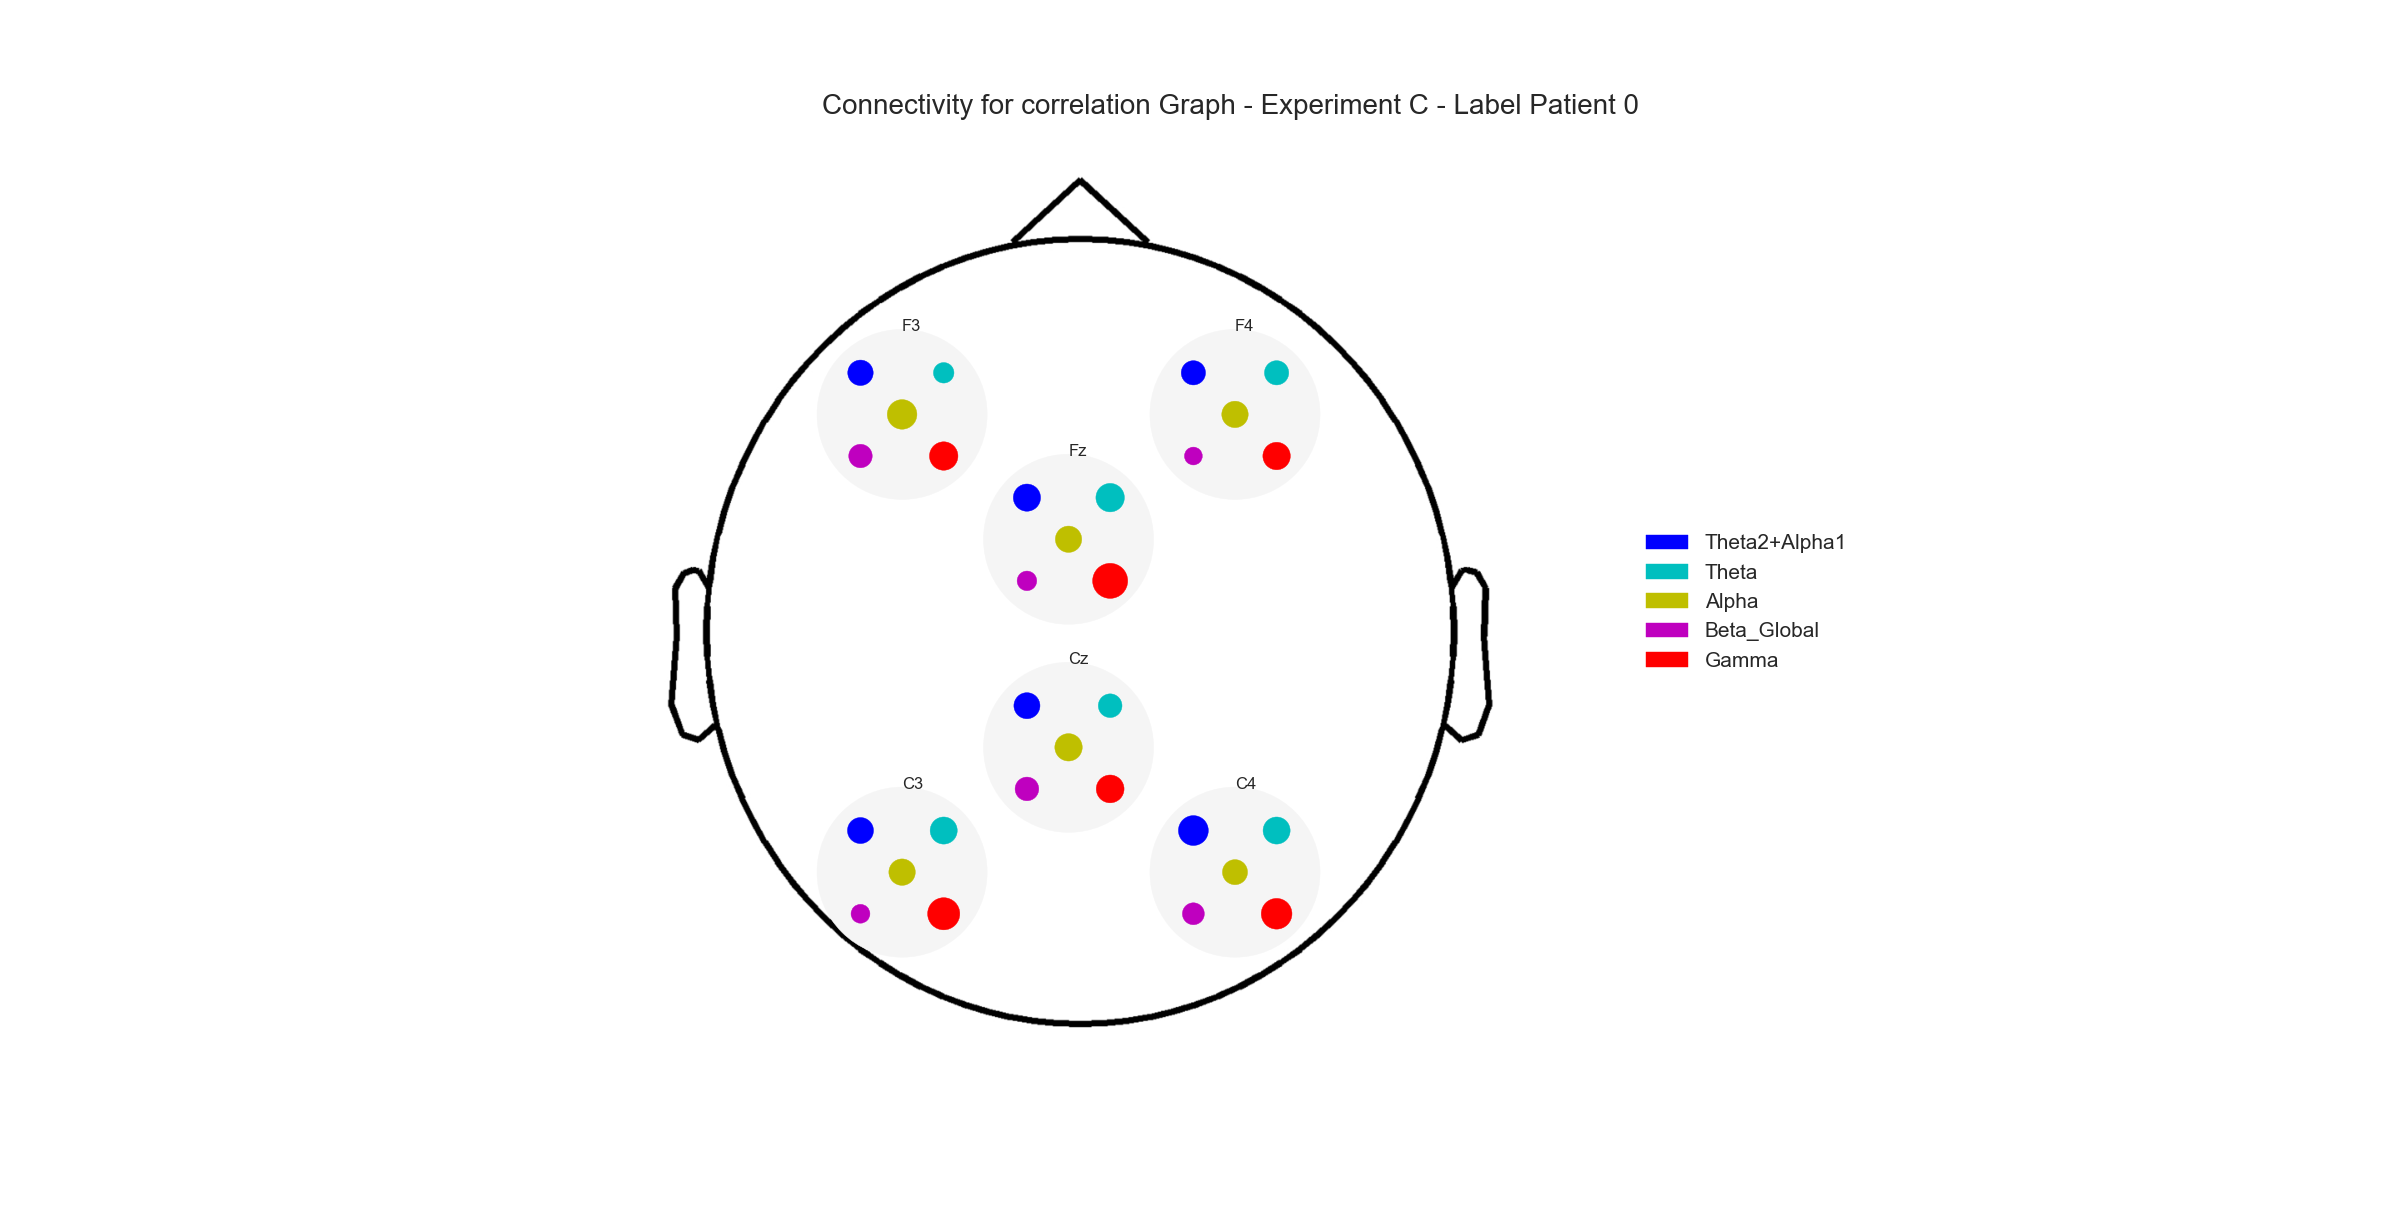 Connectivity for correlation Graph - Experiment C - Label Patient 0
F3
F4
Fz
Cz
C3
C4
Theta2+Alpha1
Theta
Alpha
Beta_Global
Gamma